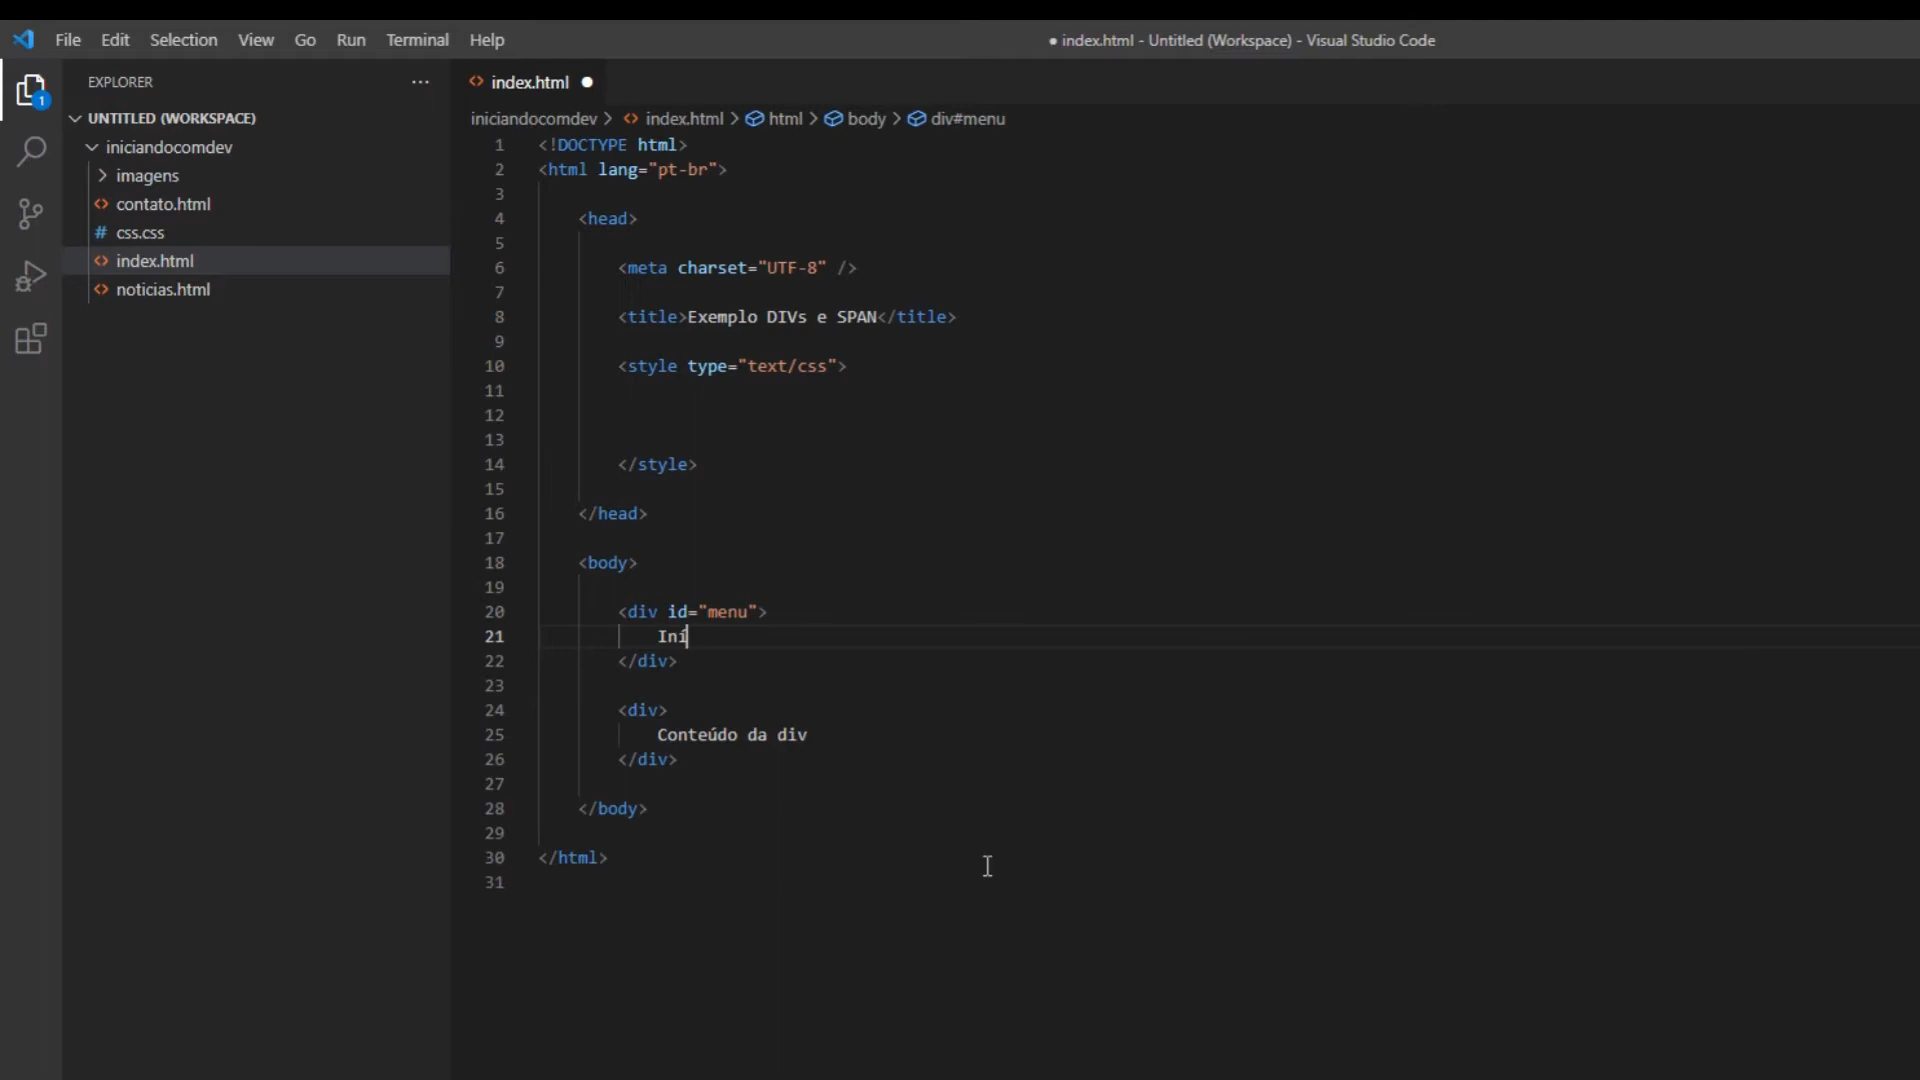 File Edit Selection View Go Run Terminal Help
● index.html - Untitled (Workspace) - Visual Studio Code
1
EXPLORER ···
UNTITLED (WORKSPACE)
iniciandocomdev
imagens
contato.html
# css.css
index.html
noticias.html
index.html
iniciandocomdev > index.html > html > body > div#menu
1 <!DOCTYPE html>
2 <html lang="pt-br">
3
4 <head>
5
6 <meta charset="UTF-8" />
7
8 <title>Exemplo DIVs e SPAN</title>
9
10 <style type="text/css">
11
12
13
14 </style>
15
16 </head>
17
18 <body>
19
20 <div id="menu">
21 Iní
22 </div>
23
24 <div>
25 Conteúdo da div
26 </div>
27
28 </body>
29
30 </html>
31